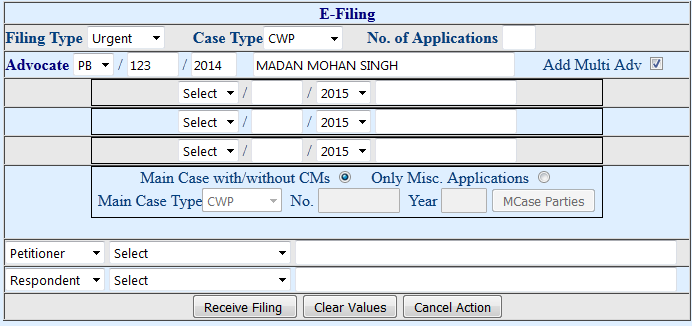 E-Filing
Filing Type Urgent Case Type CWP No. of Applications
Advocate PB / 123 / 2014 MADAN MOHAN SINGH Add Multi Adv
Select / / 2015
Select / / 2015
Select / / 2015
Main Case with/without CMs Only Misc. Applications
Main Case Type CWP No. Year MCase Parties
Petitioner Select
Respondent Select
Receive Filing Clear Values Cancel Action